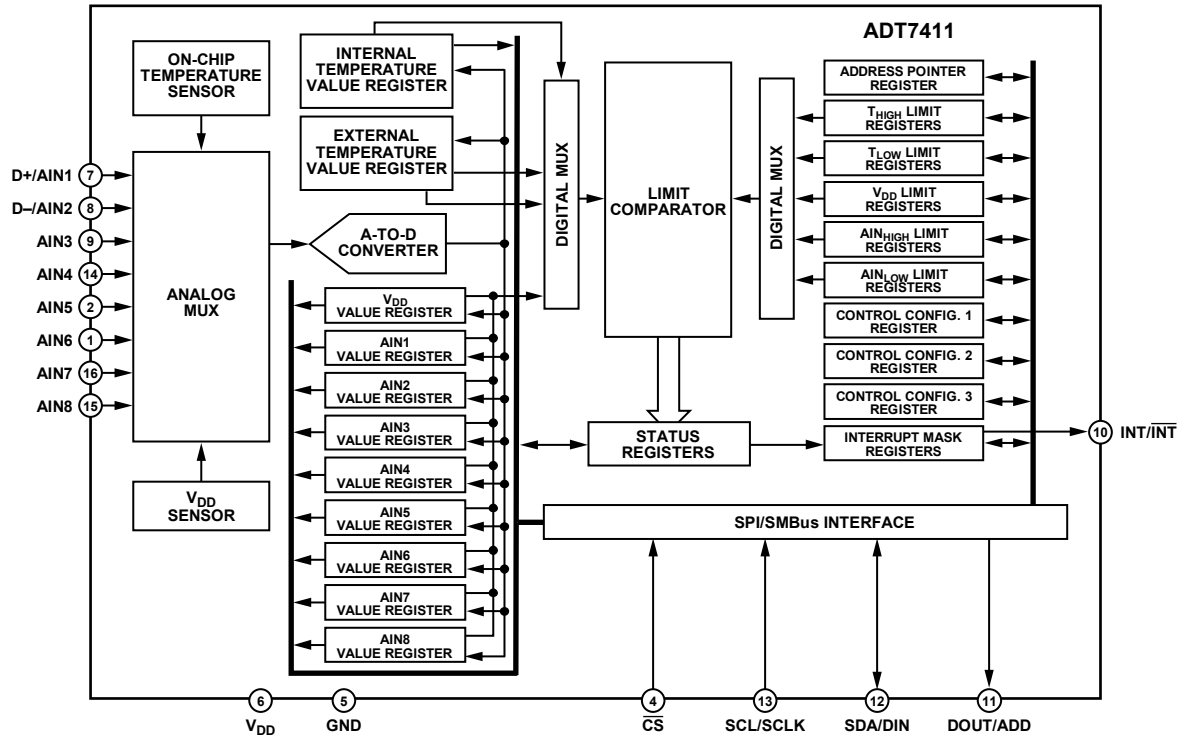 ADT7411
ON-CHIP
TEMPERATURE
SENSOR
INTERNAL
TEMPERATURE
VALUE REGISTER
EXTERNAL
TEMPERATURE
VALUE REGISTER
D+/AIN1 7
D–/AIN2 8
AIN3 9
AIN4 14
AIN5 2
AIN6 1
AIN7 16
AIN8 15
ANALOG
MUX
A-TO-D
CONVERTER
VDD
SENSOR
VDD
VALUE REGISTER
AIN1
VALUE REGISTER
AIN2
VALUE REGISTER
AIN3
VALUE REGISTER
AIN4
VALUE REGISTER
AIN5
VALUE REGISTER
AIN6
VALUE REGISTER
AIN7
VALUE REGISTER
AIN8
VALUE REGISTER
DIGITAL MUX
LIMIT
COMPARATOR
DIGITAL MUX
ADDRESS POINTER
REGISTER
THIGH LIMIT
REGISTERS
TLOW LIMIT
REGISTERS
VDD LIMIT
REGISTERS
AINHIGH LIMIT
REGISTERS
AINLOW LIMIT
REGISTERS
CONTROL CONFIG. 1
REGISTER
CONTROL CONFIG. 2
REGISTER
CONTROL CONFIG. 3
REGISTER
STATUS
REGISTERS
INTERRUPT MASK
REGISTERS
10 INT/INT
SPI/SMBus INTERFACE
6
VDD
5
GND
4
CS
13
SCL/SCLK
12
SDA/DIN
11
DOUT/ADD